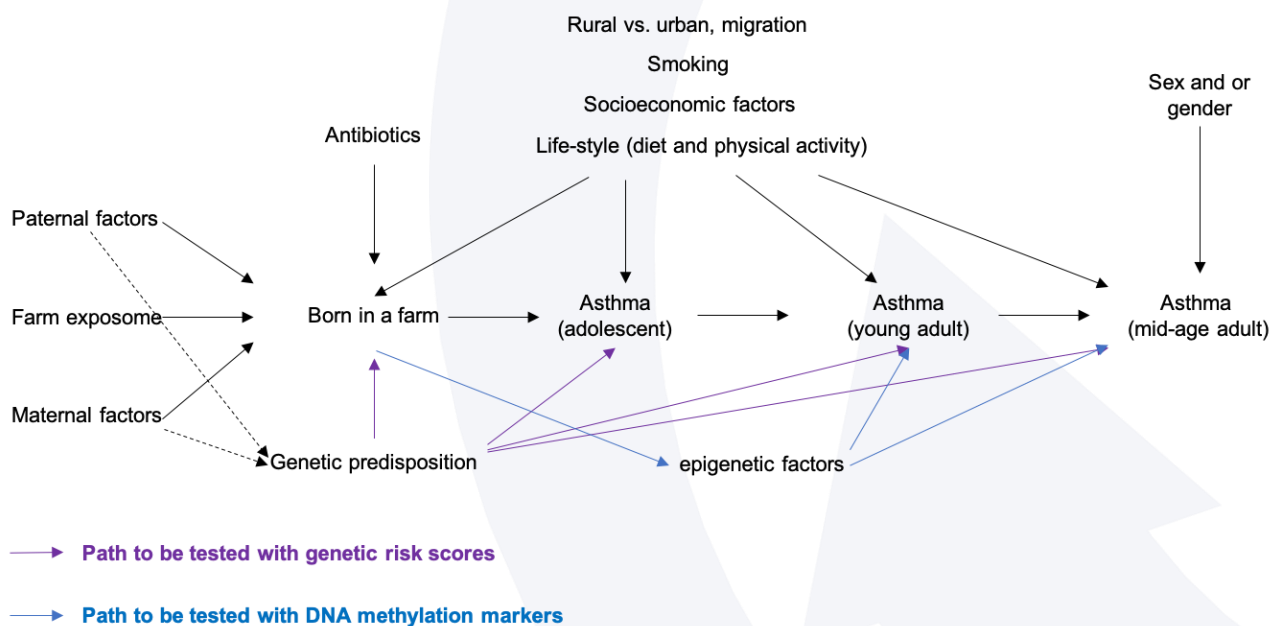 Rural vs. urban, migration
Smoking
Socioeconomic factors
Life-style (diet and physical activity)
Sex and or
gender
Antibiotics
Paternal factors
Farm exposome
Maternal factors
Born in a farm
Asthma
(adolescent)
Asthma
(young adult)
Asthma
(mid-age adult)
Genetic predisposition
epigenetic factors
Path to be tested with genetic risk scores
Path to be tested with DNA methylation markers